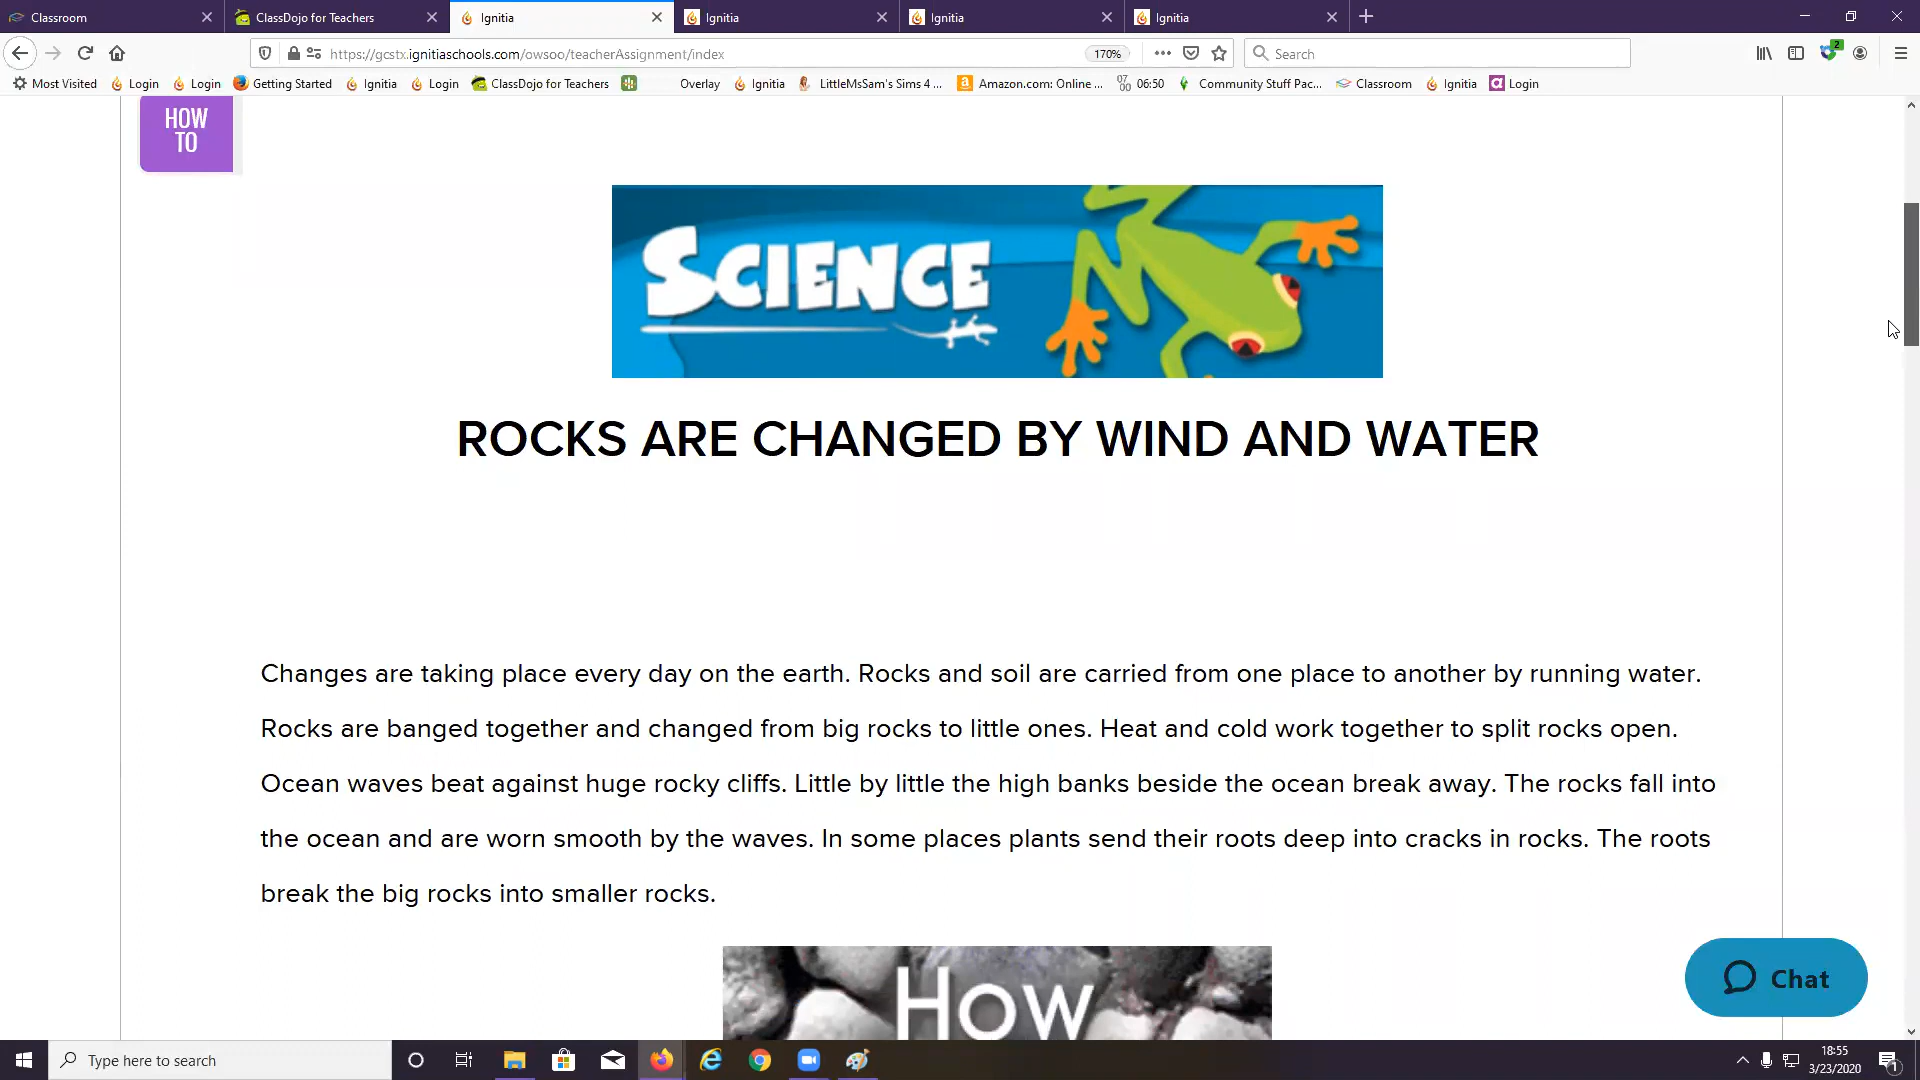 Classroom
ClassDojo for Teachers
Ignitia
Ignitia
Ignitia
Ignitia
https://gcstx.ignitiaschools.com/owsoo/teacherAssignment/index
170%
Search
2
Most Visited
Login
Login
Getting Started
Ignitia
Login
ClassDojo for Teachers
Overlay
Ignitia
LittleMsSam's Sims 4 ...
Amazon.com: Online ...
07
00
06:50
Community Stuff Pac...
Classroom
Ignitia
Login
HOW
TO
SCIENCE
ROCKS ARE CHANGED BY WIND AND WATER
Changes are taking place every day on the earth. Rocks and soil are carried from one place to another by running water.
Rocks are banged together and changed from big rocks to little ones. Heat and cold work together to split rocks open.
Ocean waves beat against huge rocky cliffs. Little by little the high banks beside the ocean break away. The rocks fall into
the ocean and are worn smooth by the waves. In some places plants send their roots deep into cracks in rocks. The roots
break the big rocks into smaller rocks.
How
Chat
Type here to search
18:55
3/23/2020
1